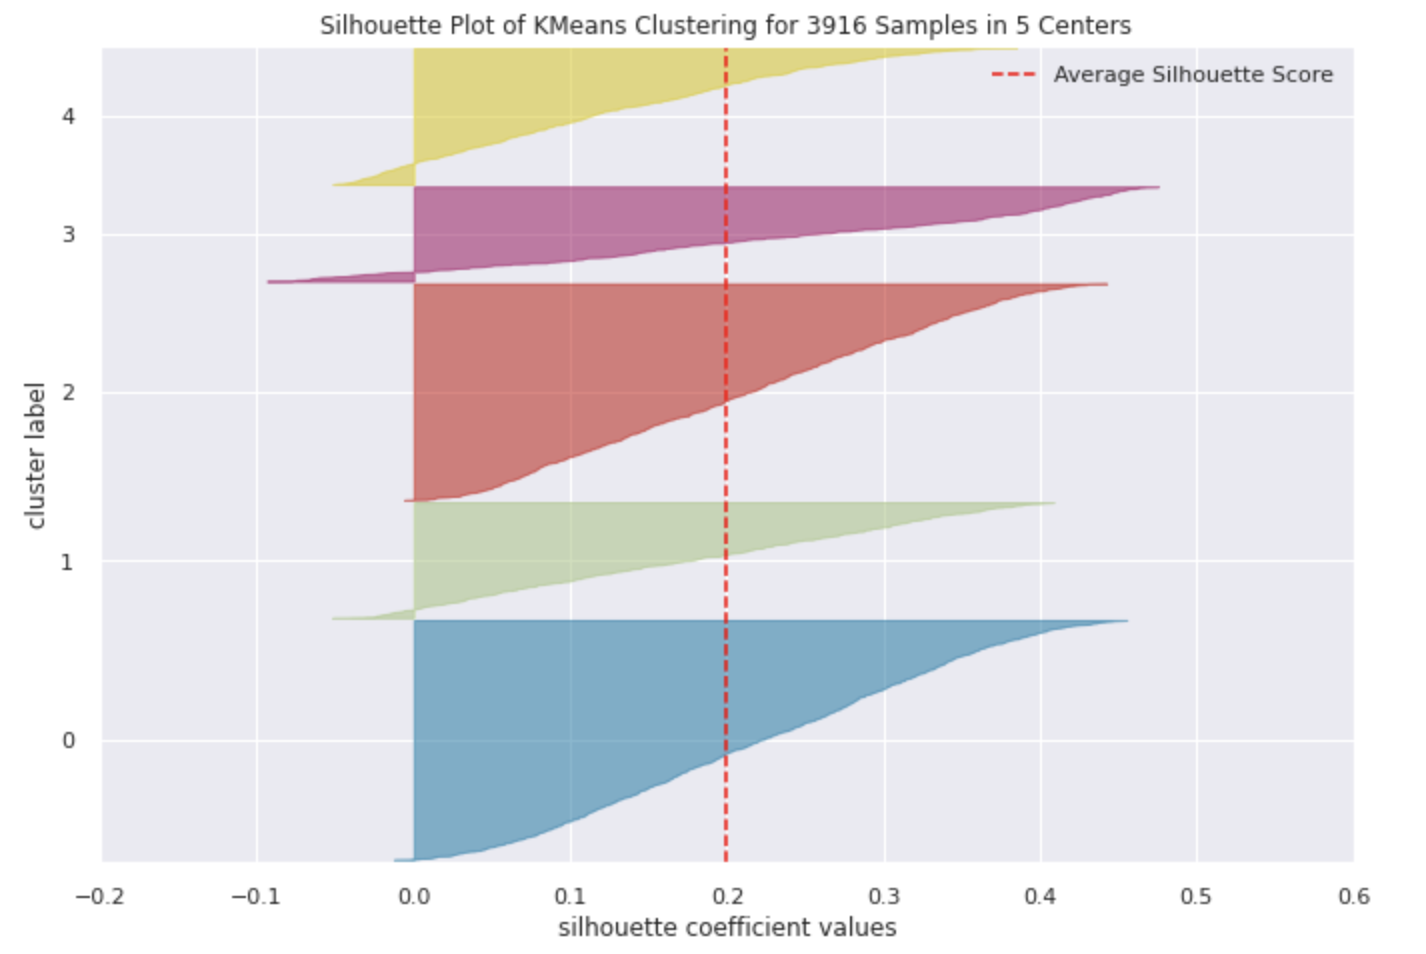 Silhouette Plot of KMeans Clustering for 3916 Samples in 5 Centers
Average Silhouette Score
4
3
2
1
0
cluster label
−0.2 −0.1 0.0 0.1 0.2 0.3 0.4 0.5 0.6
silhouette coefficient values